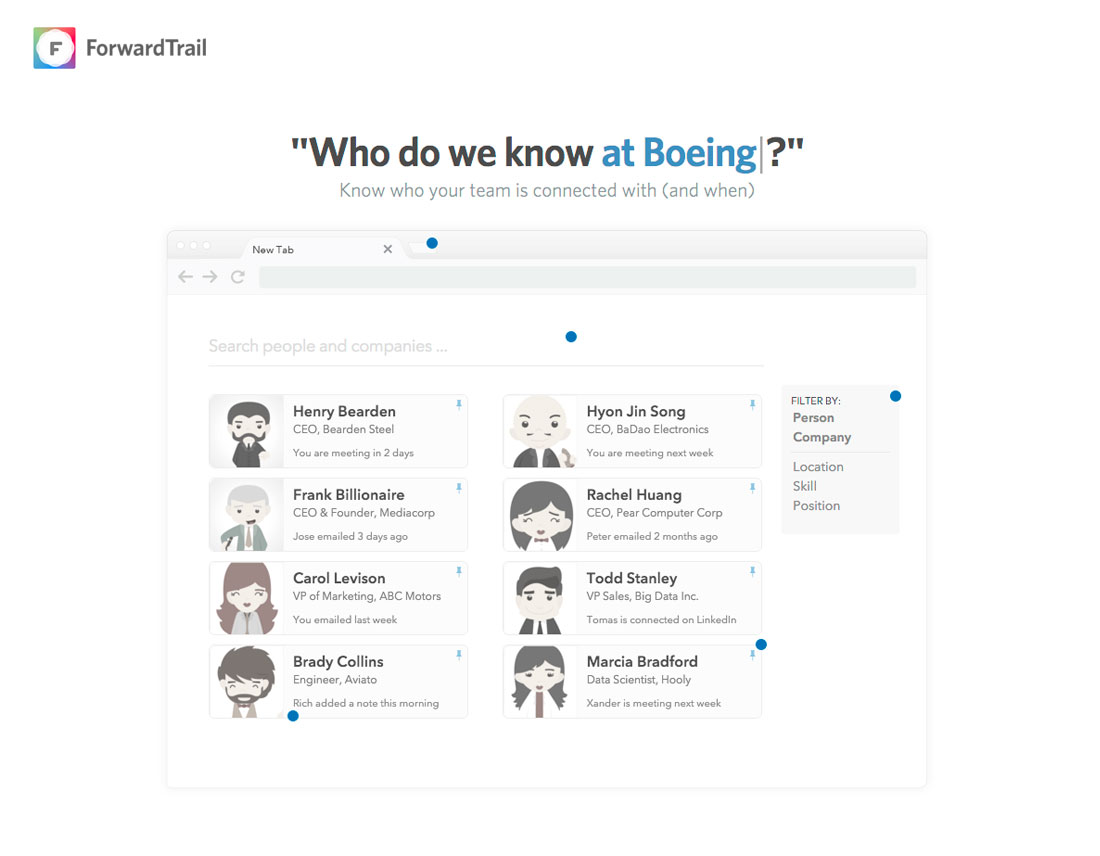 F ForwardTrail
"Who do we know at Boeing|?"
Know who your team is connected with (and when)
New Tab
Search people and companies ...
Henry Bearden
CEO, Bearden Steel
You are meeting in 2 days
Hyon Jin Song
CEO, BaDao Electronics
You are meeting next week
Frank Billionaire
CEO & Founder, Mediacorp
Jose emailed 3 days ago
Rachel Huang
CEO, Pear Computer Corp
Peter emailed 2 months ago
Carol Levison
VP of Marketing, ABC Motors
You emailed last week
Todd Stanley
VP Sales, Big Data Inc.
Tomas is connected on LinkedIn
Brady Collins
Engineer, Aviato
Rich added a note this morning
Marcia Bradford
Data Scientist, Hooly
Xander is meeting next week
FILTER BY:
Person
Company
Location
Skill
Position